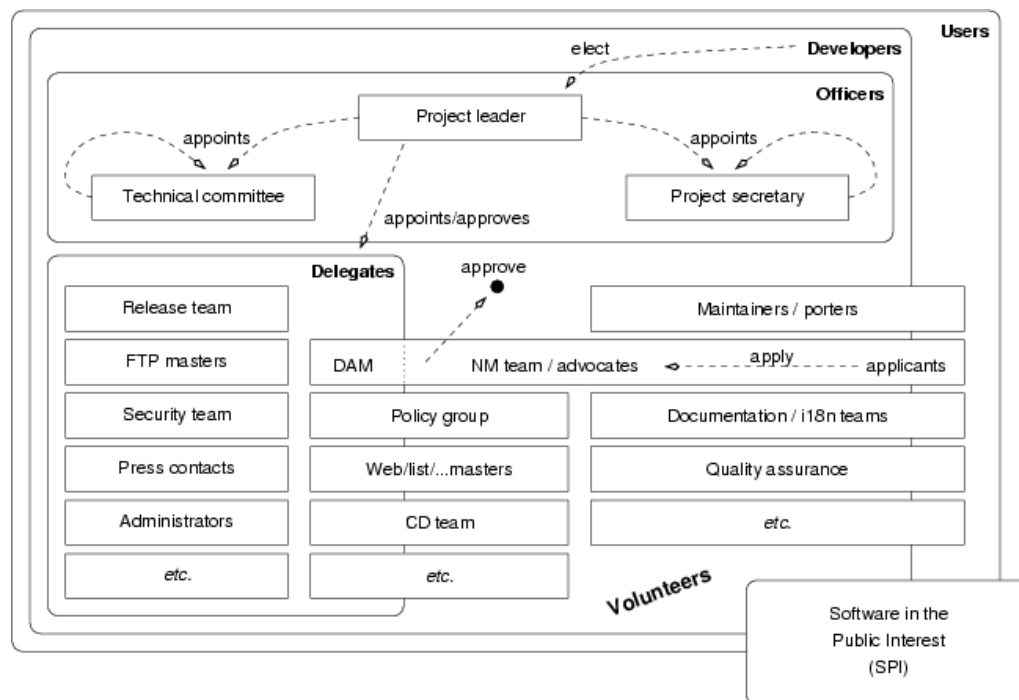 Users
Developers
elect
Officers
Project leader
appoints
appoints
Technical committee
Project secretary
appoints/approves
Delegates
approve
Release team
Maintainers / porters
FTP masters
DAM
NM team / advocates
apply
applicants
Security team
Policy group
Documentation / i18n teams
Press contacts
Web/list/...masters
Quality assurance
Administrators
CD team
etc.
etc.
etc.
Volunteers
Software in the
Public Interest
(SPI)